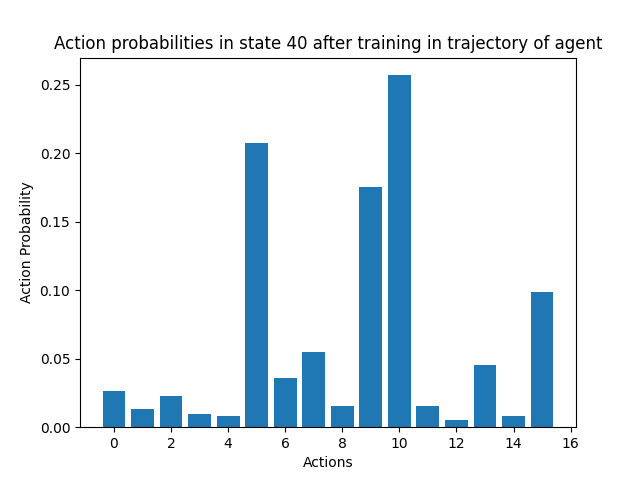 Action probabilities in state 40 after training in trajectory of agent
0.25
0.20
0.15
0.10
0.05
0.00
Action Probability
0 2 4 6 8 10 12 14 16
Actions